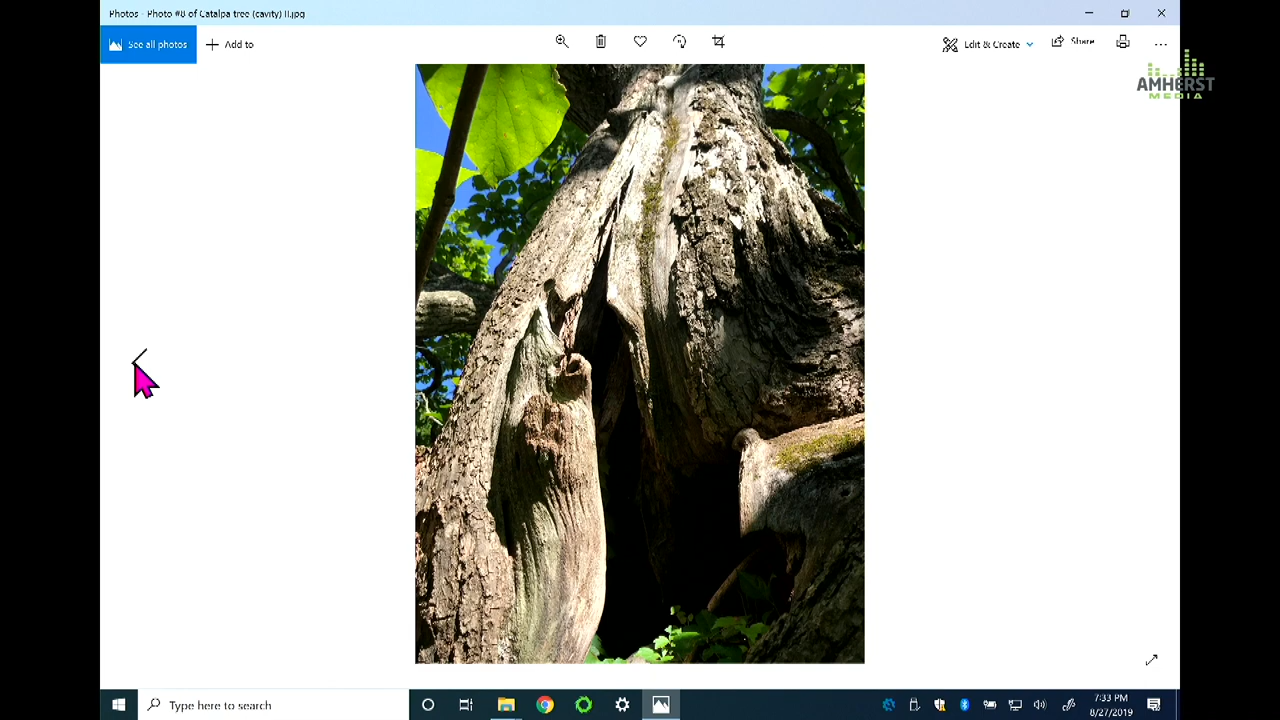 Photos - Photo #8 of Catalpa tree (cavity) II.jpg
See all photos
Add to
Edit & Create
Share
AMHERST
MEDIA
Type here to search
7:33 PM
8/27/2019